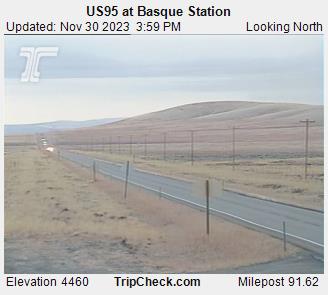 US95 at Basque Station
Updated: Nov 30 2023 3:59 PM Looking North
Elevation 4460 TripCheck.com Milepost 91.62